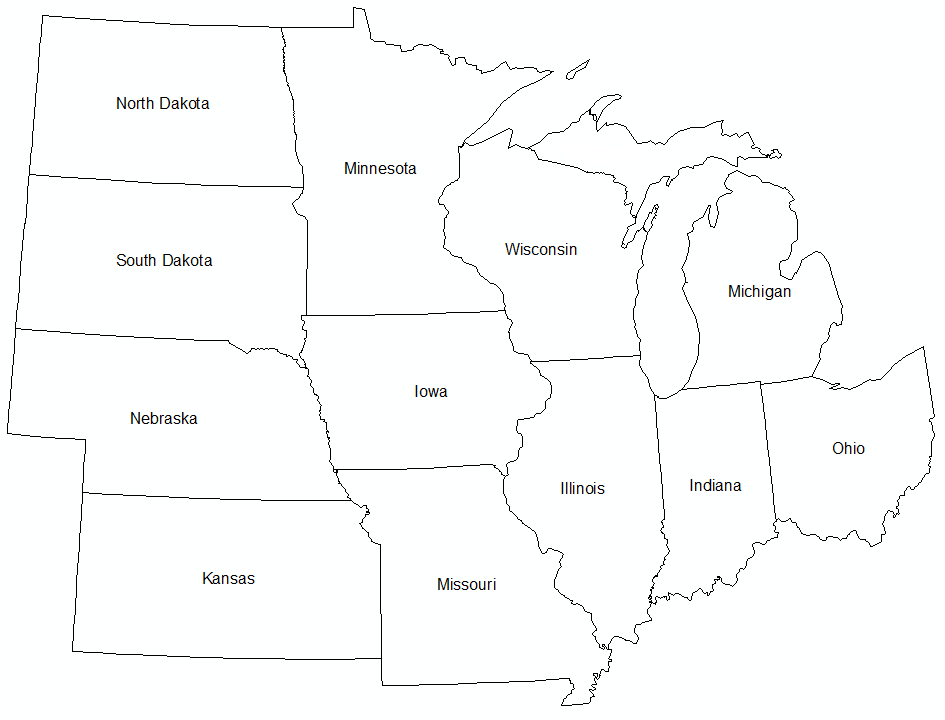 North Dakota
Minnesota
South Dakota
Wisconsin
Michigan
Iowa
Nebraska
Ohio
Indiana
Illinois
Kansas
Missouri